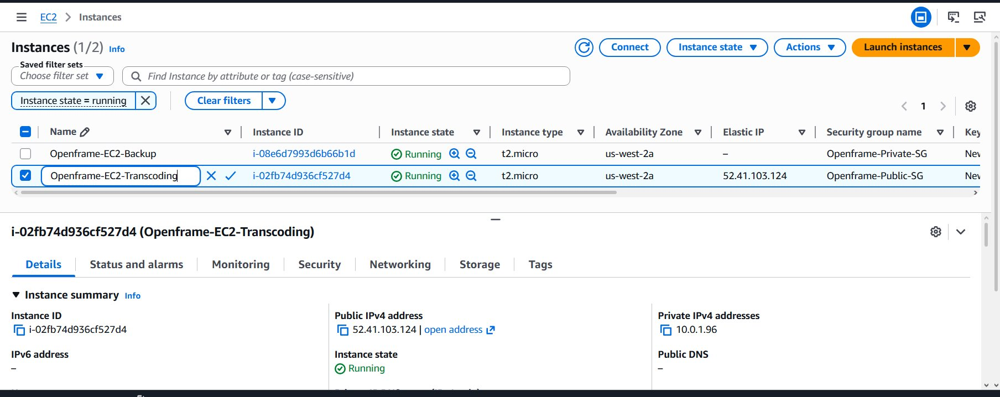 EC2 > Instances
Instances (1/2) Info
Connect Instance state Actions Launch instances
Saved filter sets
Choose filter set
Find Instance by attribute or tag (case-sensitive)
Instance state = running
Clear filters
1
Name Instance ID Instance state Instance type Availability Zone Elastic IP Security group name Key
Openframe-EC2-Backup i-08e6d7993d6b66b1d Running t2.micro us-west-2a – Openframe-Private-SG New
Openframe-EC2-Transcoding i-02fb74d936cf527d4 Running t2.micro us-west-2a 52.41.103.124 Openframe-Public-SG New
i-02fb74d936cf527d4 (Openframe-EC2-Transcoding)
Details Status and alarms Monitoring Security Networking Storage Tags
Instance summary Info
Instance ID
i-02fb74d936cf527d4
Public IPv4 address
52.41.103.124 | open address
Private IPv4 addresses
10.0.1.96
IPv6 address
–
Instance state
Running
Public DNS
–